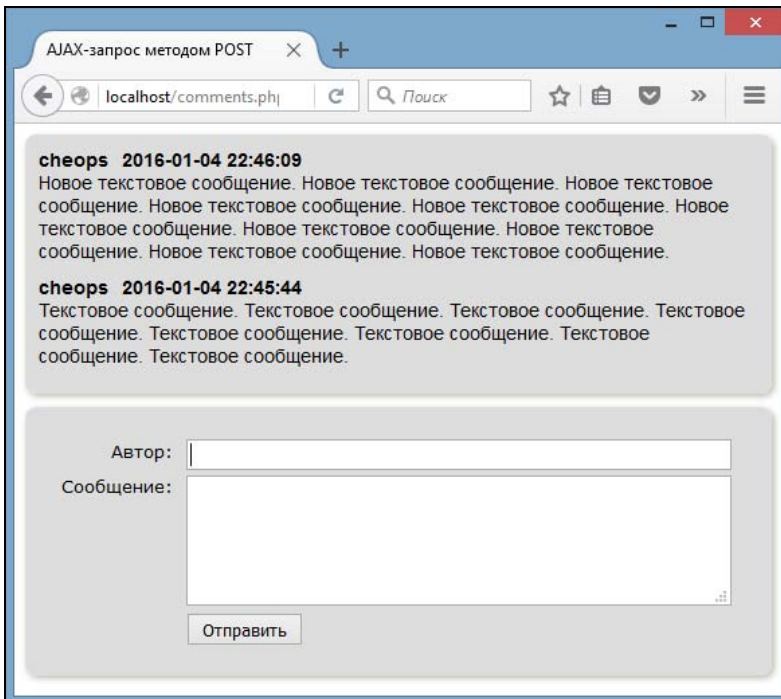 AJAX-запрос методом POST
localhost/comments.php
Поиск
cheops 2016-01-04 22:46:09
Новое текстовое сообщение. Новое текстовое сообщение. Новое текстовое
сообщение. Новое текстовое сообщение. Новое текстовое сообщение. Новое
текстовое сообщение. Новое текстовое сообщение. Новое текстовое
сообщение. Новое текстовое сообщение. Новое текстовое сообщение.
cheops 2016-01-04 22:45:44
Текстовое сообщение. Текстовое сообщение. Текстовое сообщение. Текстовое
сообщение. Текстовое сообщение. Текстовое сообщение. Текстовое
сообщение. Текстовое сообщение.
Автор:
Сообщение:
Отправить